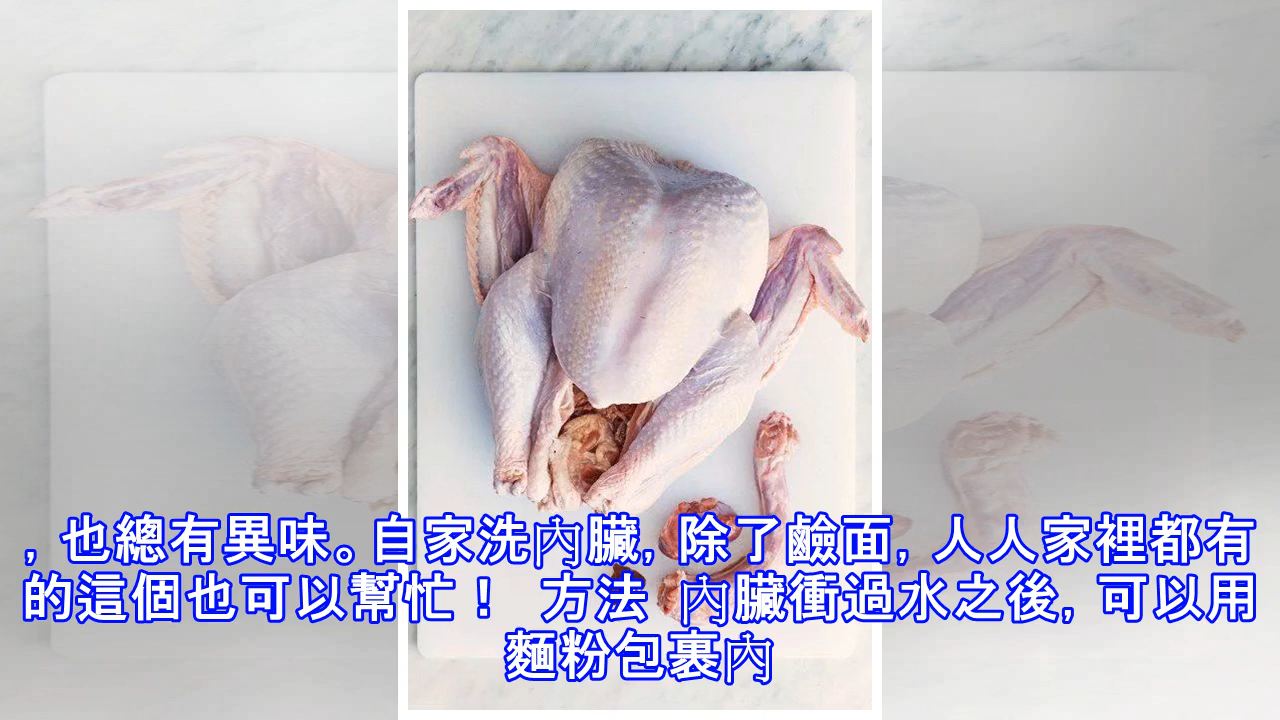 , 也總有異味。自家洗內臟, 除了鹼面, 人人家裡都有
的這個也可以幫忙！ 方法 內臟衝過水之後, 可以用
麵粉包裹內